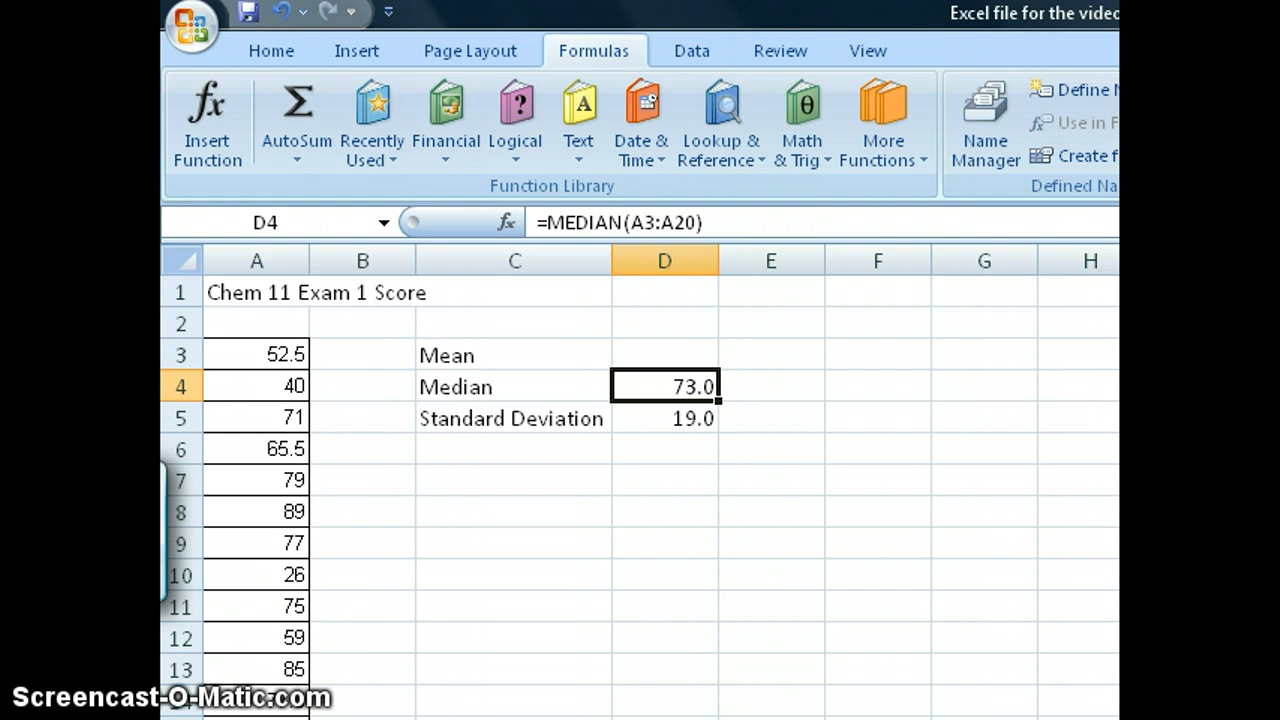 Excel file for the video
Home Insert Page Layout Formulas Data Review View
fx Σ ? A θ
Insert Function AutoSum Recently Used Financial Logical Text Date & Time Lookup & Reference Math & Trig More Functions Name Manager
Define N
Use in F
Create f
Function Library Defined Na
D4 fx =MEDIAN(A3:A20)
A B C D E F G H
1 Chem 11 Exam 1 Score
2
3 52.5 Mean
4 40 Median 73.0
5 71 Standard Deviation 19.0
6 65.5
7 79
8 89
9 77
10 26
11 75
12 59
13 85
Screencast-O-Matic.com